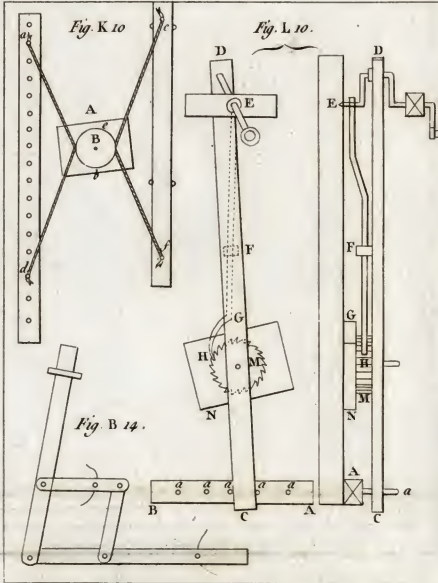 Fig. K 10
a
c
A
e
B
b
d
f
Fig. L 10.
D
E
F
G
H
M
N
a a a a a
B
C
A
D
E
F
G
H
M
N
A
a
C
Fig. B 14.